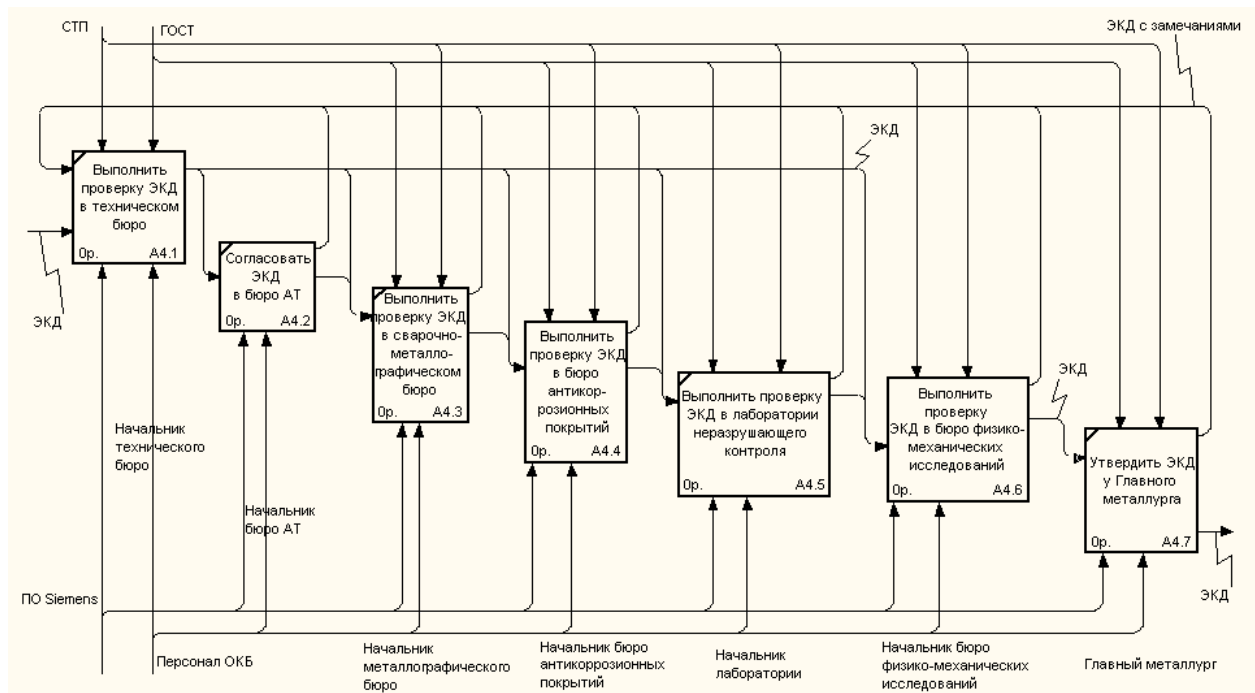 СТП
ГОСТ
ЭКД с замечаниями
ЭКД
Выполнить
проверку ЭКД
в техническом
бюро
0р. А4.1
ЭКД
Согласовать
ЭКД
в бюро АТ
0р. А4.2
Выполнить
проверку ЭКД
в сварочно-
металло-
графическом
бюро
0р. А4.3
Выполнить
проверку ЭКД
в бюро
антикор-
розионных
покрытий
0р. А4.4
Выполнить проверку
ЭКД в лаборатории
неразрушающего
контроля
0р. А4.5
Выполнить
проверку
ЭКД в бюро физико-
механических
исследований
0р. А4.6
ЭКД
Утвердить ЭКД
у Главного
металлурга
0р. А4.7
ЭКД
Начальник
технического
бюро
Начальник
бюро АТ
ПО Siemens
Персонал ОКБ
Начальник
металлографического
бюро
Начальник бюро
антикоррозионных
покрытий
Начальник
лаборатории
Начальник бюро
физико-механических
исследований
Главный металлург